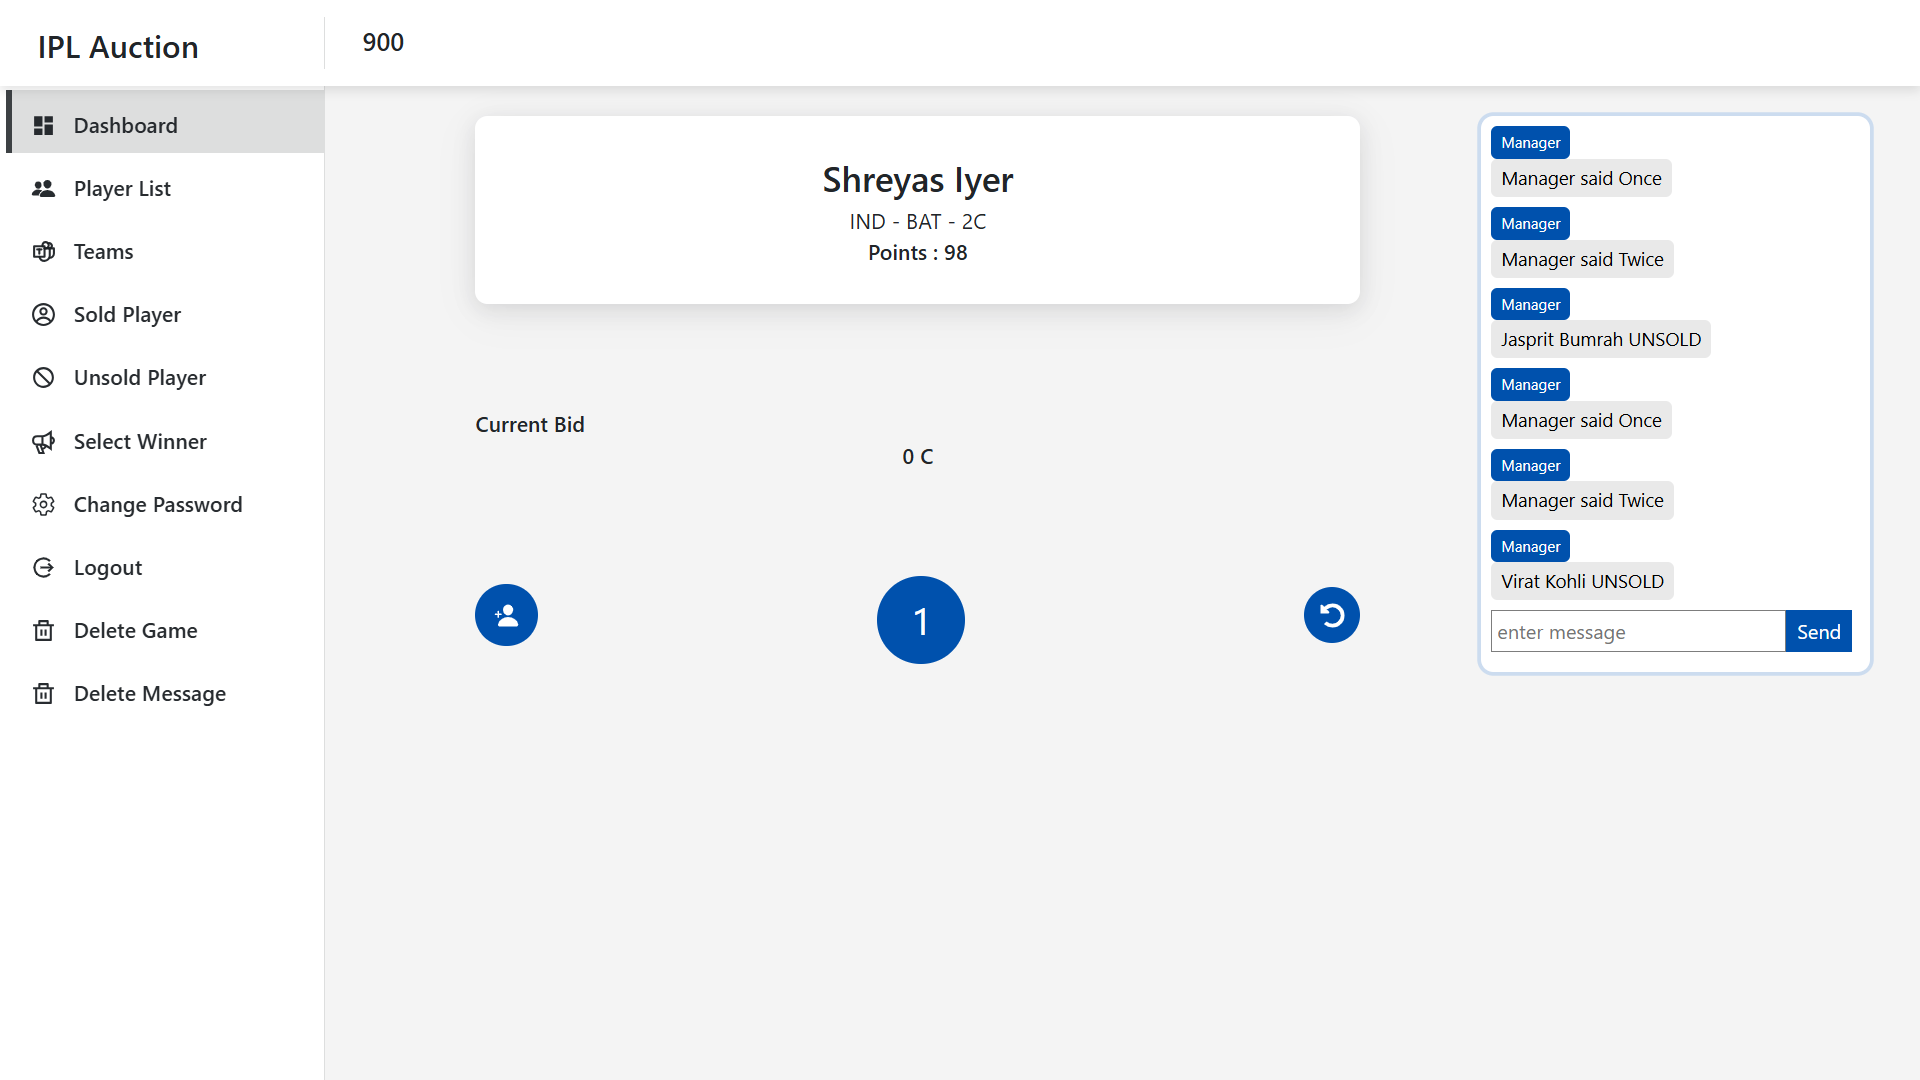 IPL Auction
900
Dashboard
Player List
Teams
Sold Player
Unsold Player
Select Winner
Change Password
Logout
Delete Game
Delete Message
Shreyas Iyer
IND - BAT - 2C
Points : 98
Current Bid
0 C
1
Manager
Manager said Once
Manager
Manager said Twice
Manager
Jasprit Bumrah UNSOLD
Manager
Manager said Once
Manager
Manager said Twice
Manager
Virat Kohli UNSOLD
enter message
Send